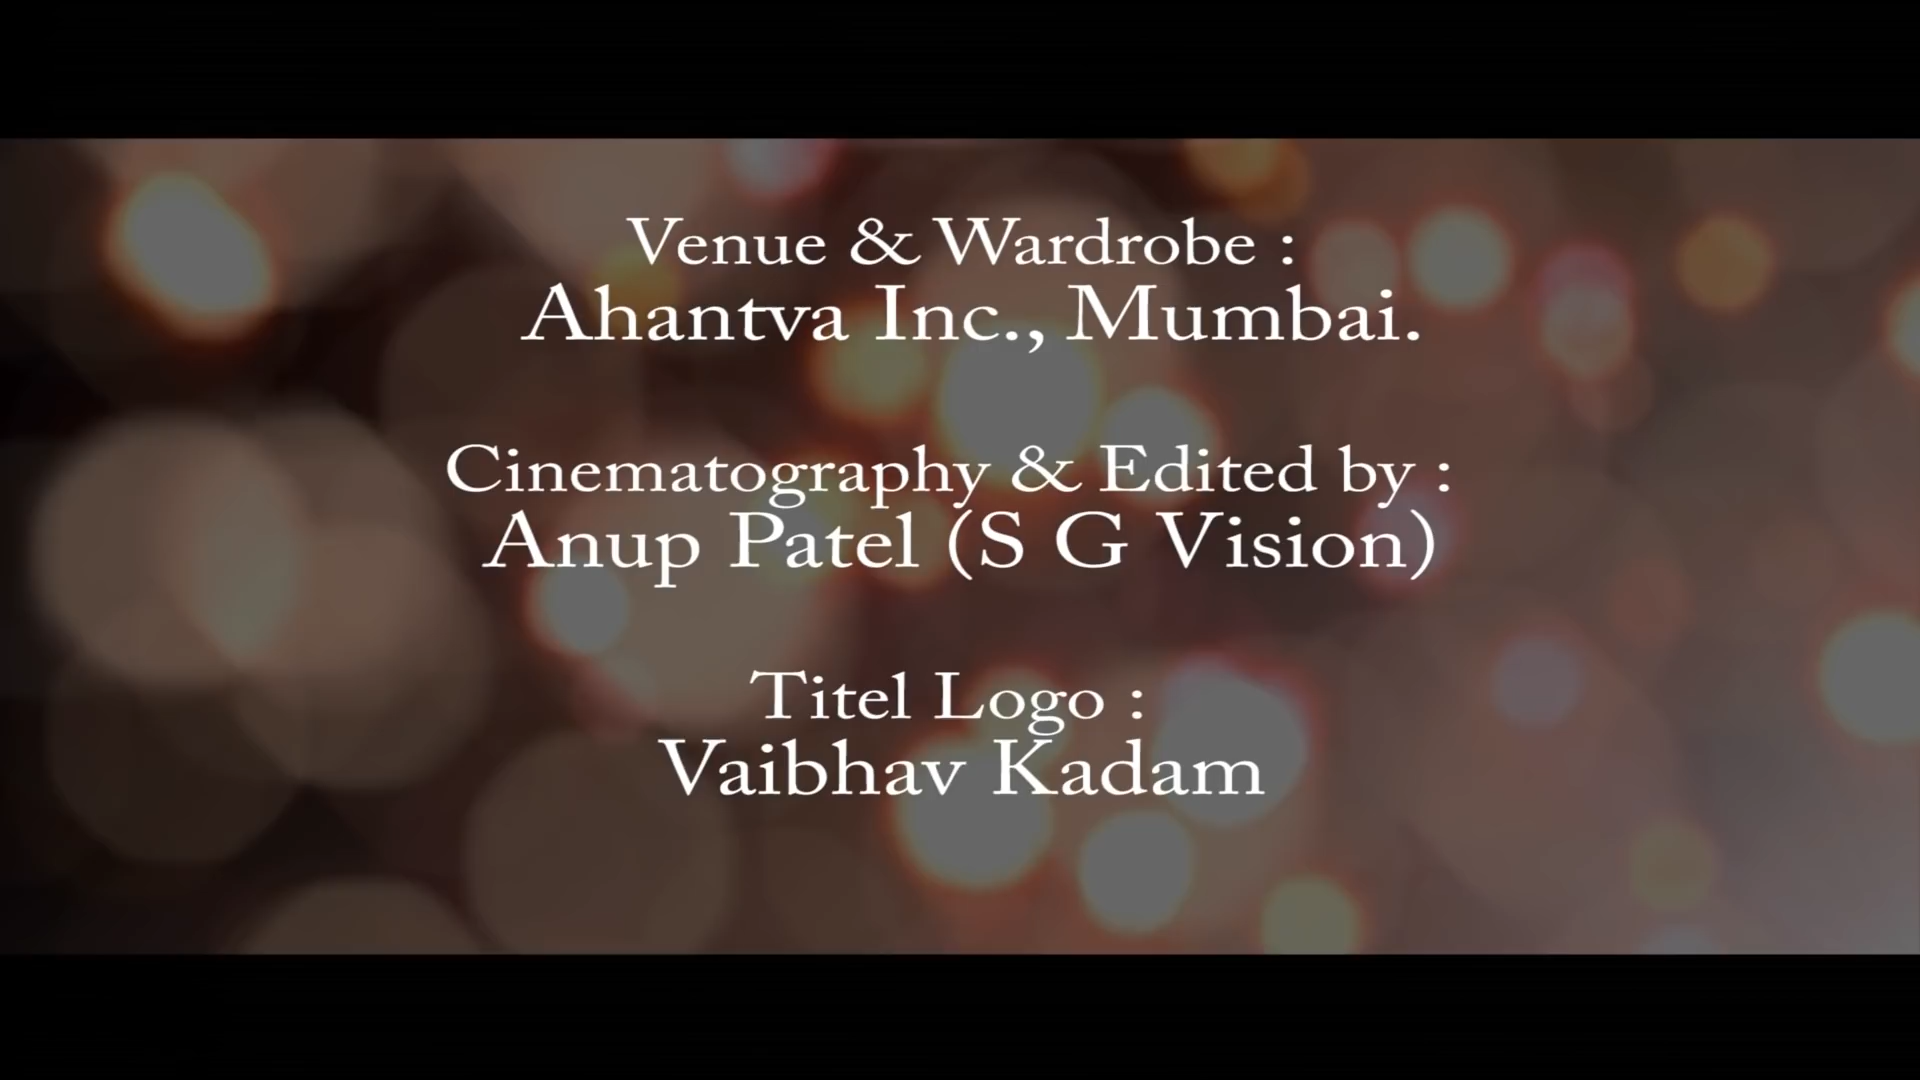 Venue & Wardrobe :
Ahantva Inc., Mumbai.
Cinematography & Edited by :
Anup Patel (S G Vision)
Titel Logo :
Vaibhav Kadam